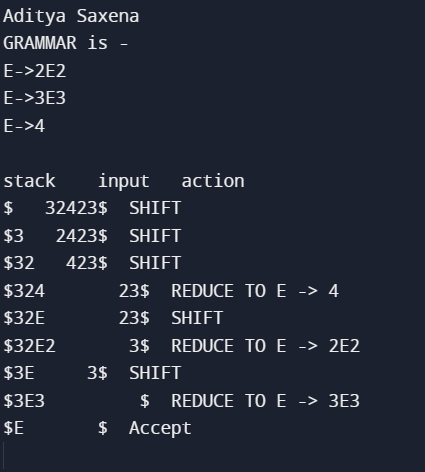 Aditya Saxena
GRAMMAR is -
E->2E2
E->3E3
E->4
stack    input   action
$   32423$  SHIFT
$3   2423$  SHIFT
$32   423$  SHIFT
$324       23$  REDUCE TO E -> 4
$32E       23$  SHIFT
$32E2       3$  REDUCE TO E -> 2E2
$3E     3$  SHIFT
$3E3         $  REDUCE TO E -> 3E3
$E       $  Accept